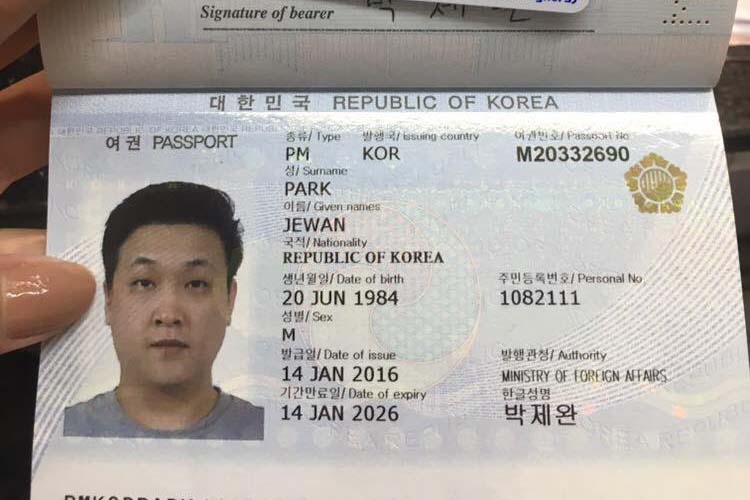 Signature of bearer
대한민국 REPUBLIC OF KOREA
여권 PASSPORT
종류/ Type 발행국/ Issuing country 여권번호/ Passport No
PM KOR M20332690
성/ Surname
PARK
이름/ Given names
JEWAN
국적/ Nationality
REPUBLIC OF KOREA
생년월일/ Date of birth 주민등록번호/ Personal No
20 JUN 1984 1082111
성별/ Sex
M
발급일/ Date of issue 발행관청/ Authority
14 JAN 2016 MINISTRY OF FOREIGN AFFAIRS
기간만료일/ Date of expiry 한글성명
14 JAN 2026 박제완